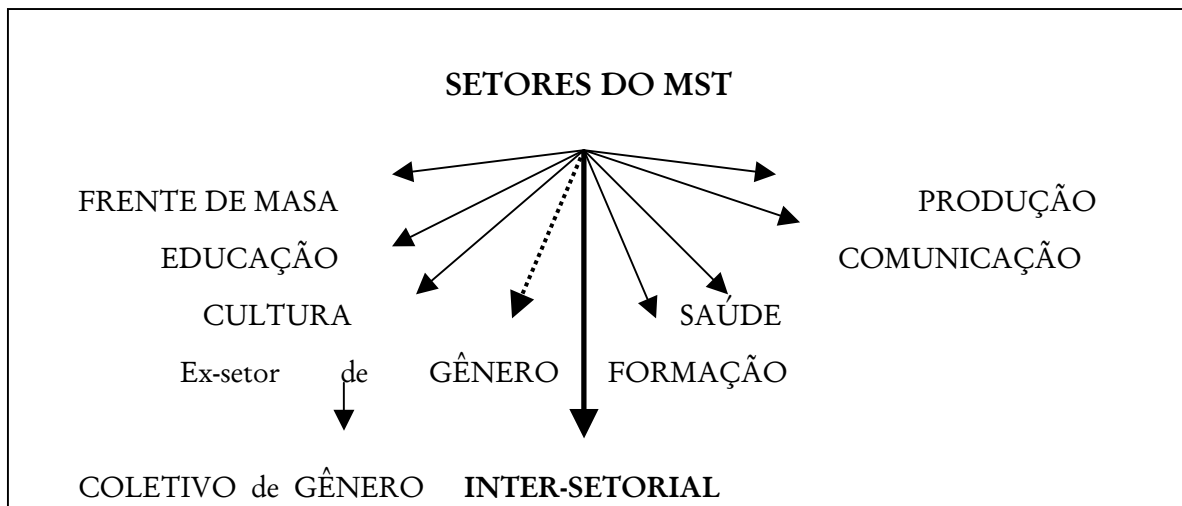 SETORES DO MST
FRENTE DE MASA PRODUÇÃO
EDUCAÇÃO COMUNICAÇÃO
CULTURA SAÚDE
Ex-setor de GÊNERO FORMAÇÃO
COLETIVO de GÊNERO INTER-SETORIAL